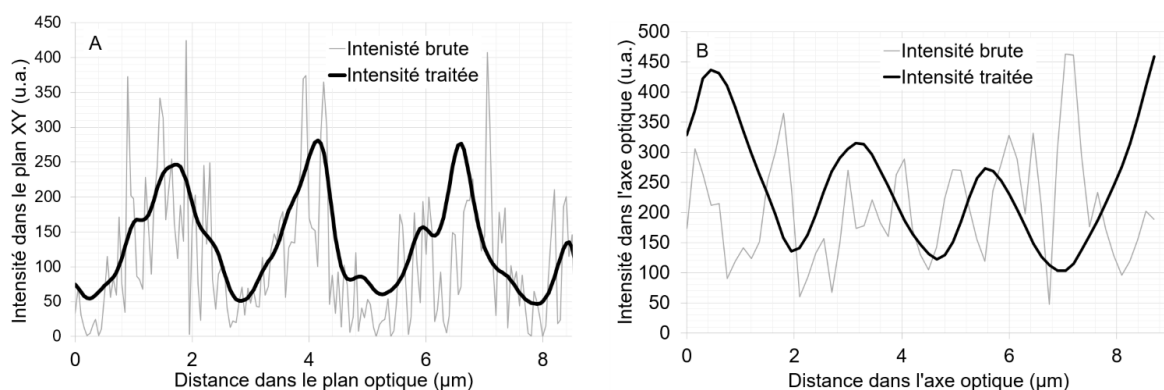 A
Intenisté brute
Intensité traitée
Intensité dans le plan XY (u.a.)
450
400
350
300
250
200
150
100
50
0
0 2 4 6 8
Distance dans le plan optique (µm)
B
Intensité brute
Intensité traitée
Intensité dans l'axe optique (u.a.)
500
450
400
350
300
250
200
150
100
50
0
0 2 4 6 8
Distance dans l'axe optique (µm)